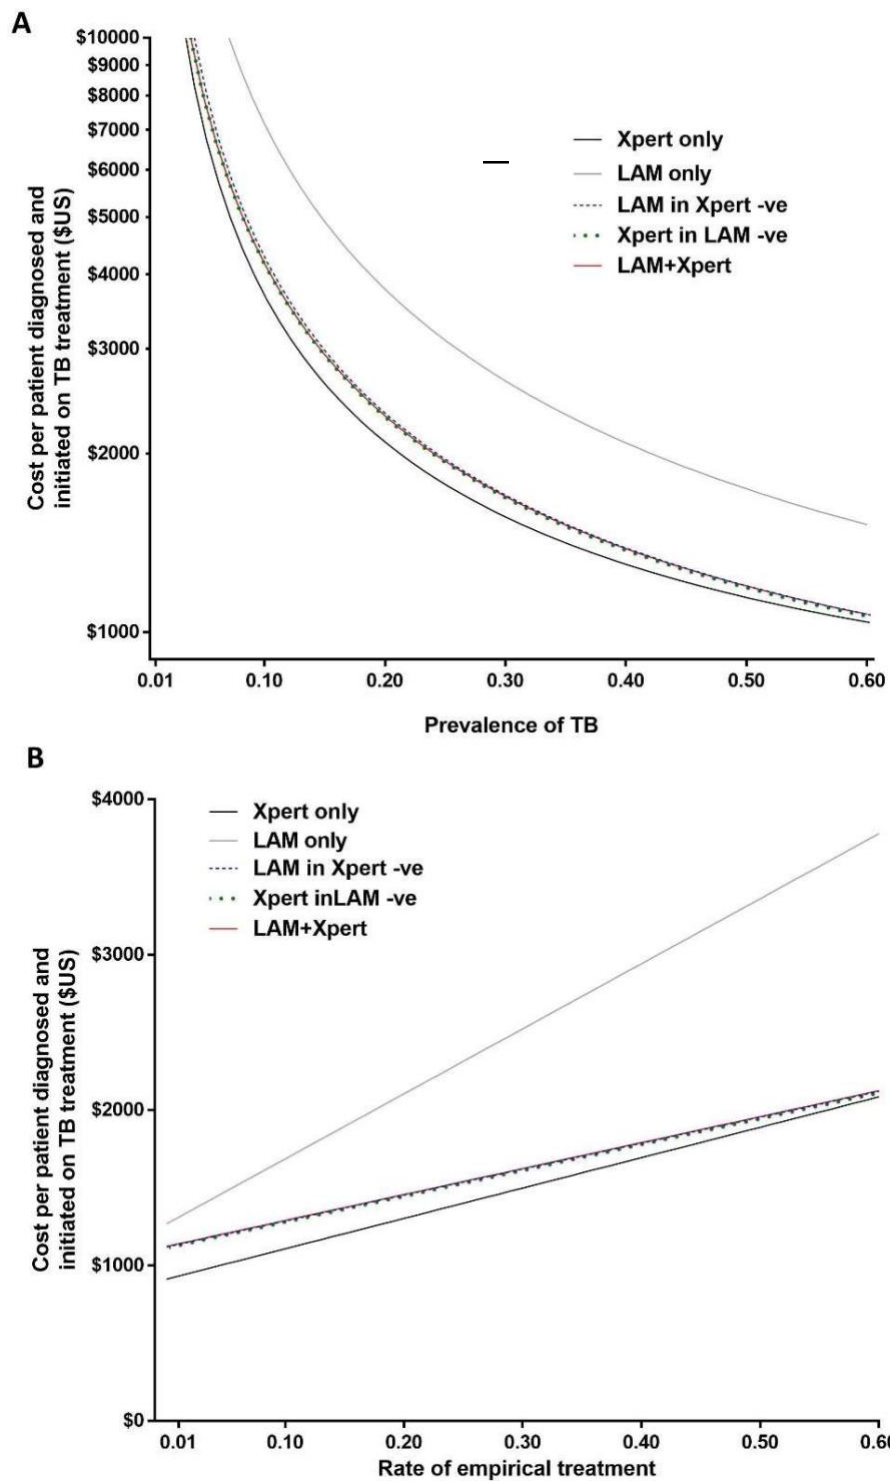 A
Cost per patient diagnosed and
initiated on TB treatment ($US)
$10000
$9000
$8000
$7000
$6000
$5000
$4000
$3000
$2000
$1000
Xpert only
LAM only
LAM in Xpert -ve
Xpert in LAM -ve
LAM+Xpert
0.01 0.10 0.20 0.30 0.40 0.50 0.60
Prevalence of TB
B
Cost per patient diagnosed and
initiated on TB treatment ($US)
$4000
$3000
$2000
$1000
$0
Xpert only
LAM only
LAM in Xpert -ve
Xpert inLAM -ve
LAM+Xpert
0.01 0.10 0.20 0.30 0.40 0.50 0.60
Rate of empirical treatment